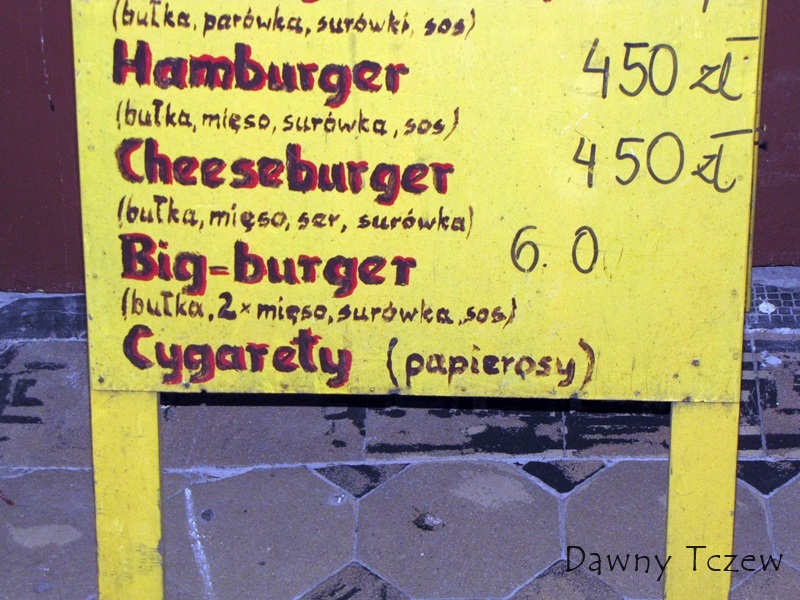 (bułka, parówka, surówki, sos)
Hamburger 450 zł
(bułka, mięso, surówka, sos)
Cheeseburger 450 zł
(bułka, mięso, ser, surówka)
Big-burger 6.0
(bułka, 2×mięso, surówka, sos)
Cygarety (papierosy)
Dawny Tczew